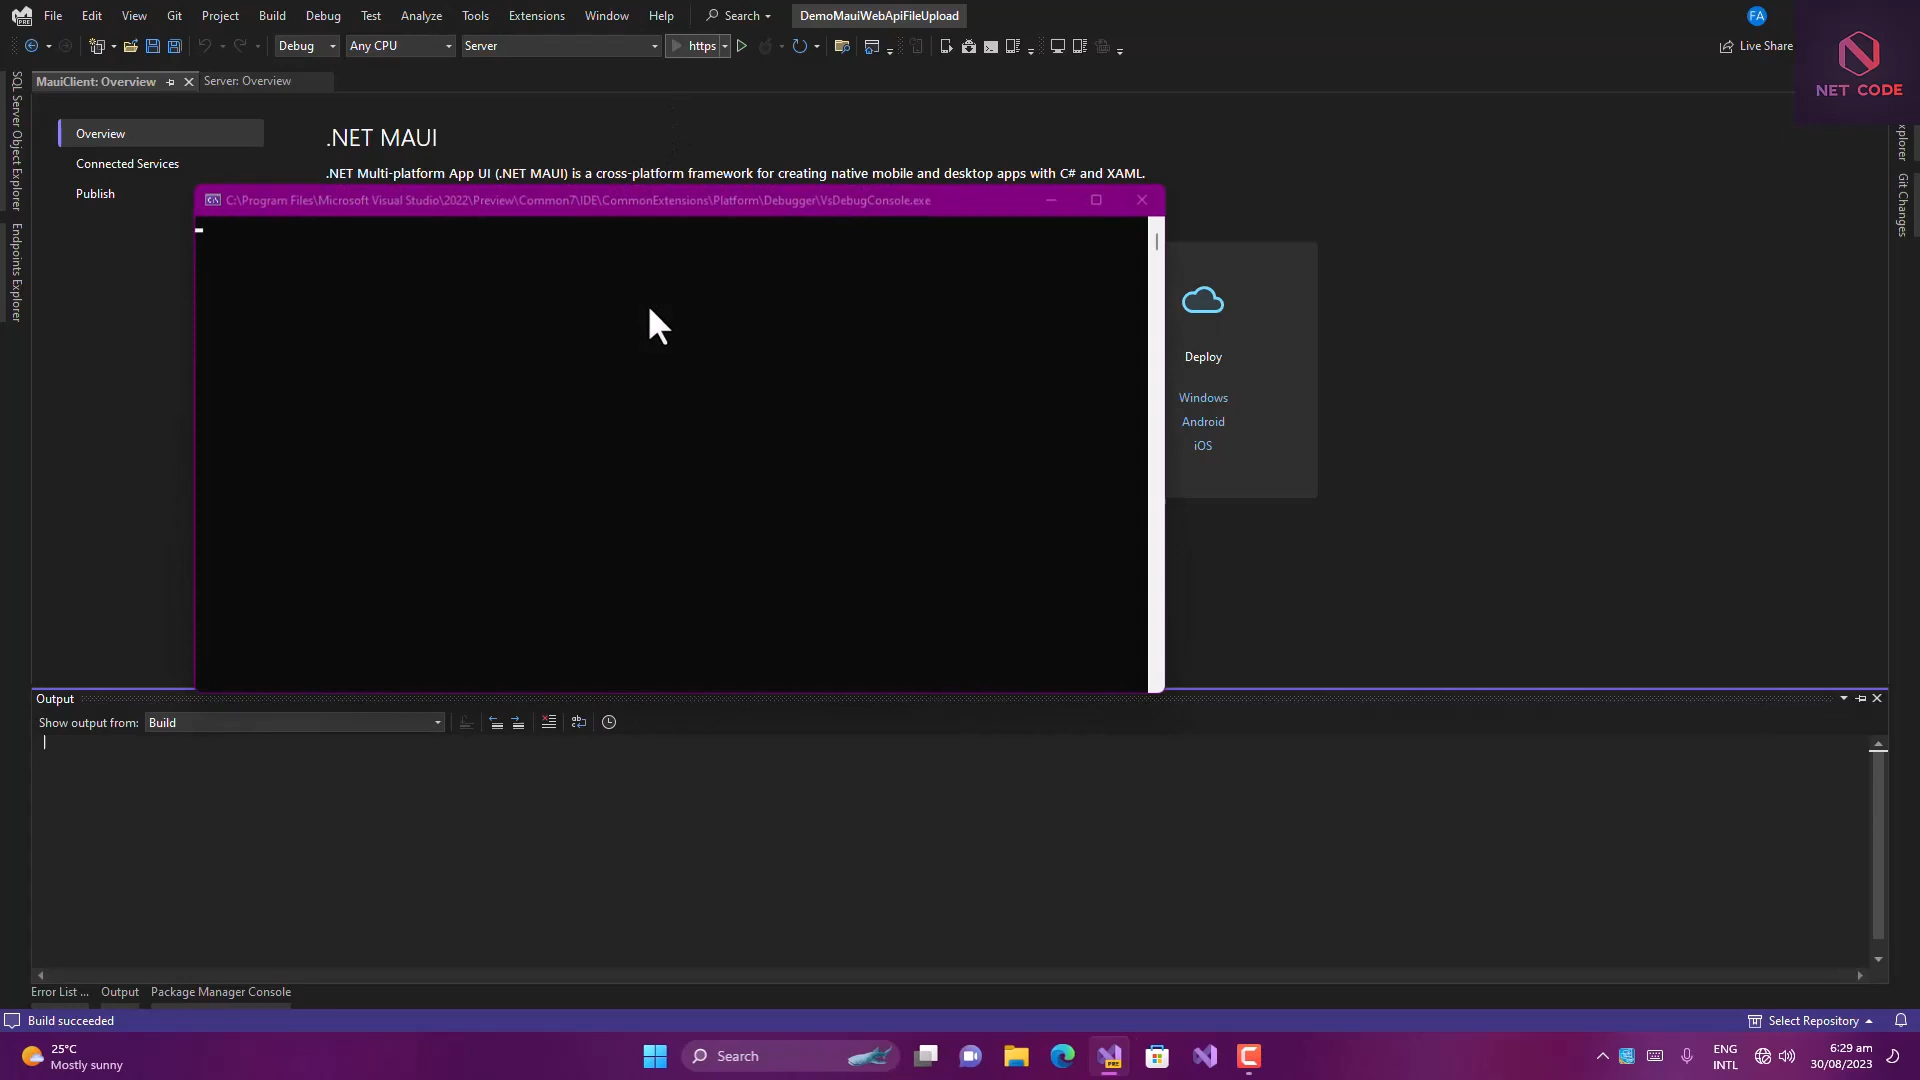 File Edit View Git Project Build Debug Test Analyze Tools Extensions Window Help Search DemoMauiWebApiFileUpload FA
Debug Any CPU Server https Live Share
NET CODE
MauiClient: Overview Server: Overview
SQL Server Object Explorer
Endpoints Explorer
Git Changes
Overview
Connected Services
Publish
.NET MAUI
.NET Multi-platform App UI (.NET MAUI) is a cross-platform framework for creating native mobile and desktop apps with C# and XAML.
C:\Program Files\Microsoft Visual Studio\2022\Preview\Common7\IDE\CommonExtensions\Platform\Debugger\VsDebugConsole.exe
Deploy
Windows
Android
iOS
Output
Show output from: Build
Error List ... Output Package Manager Console
Build succeeded Select Repository
25°C
Mostly sunny
Search
PRE
ENG
INTL
6:29 am
30/08/2023